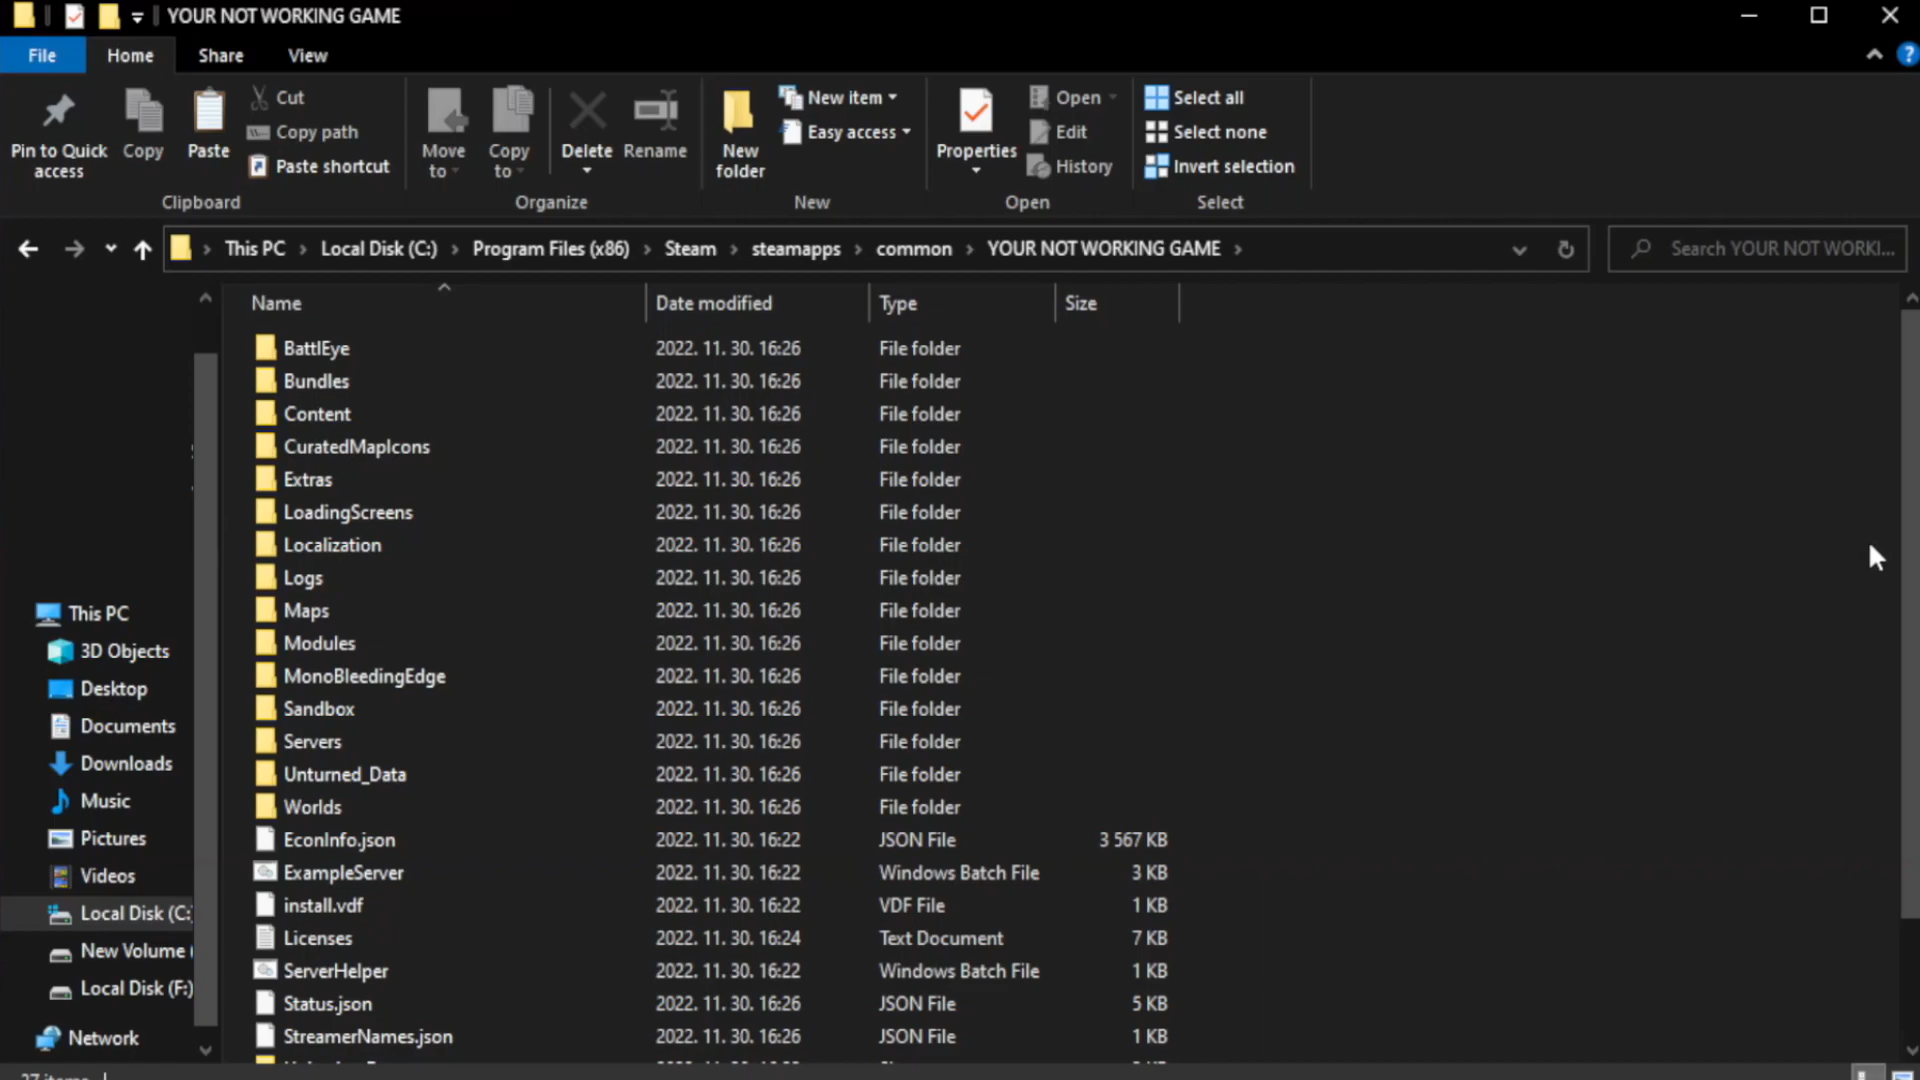 YOUR NOT WORKING GAME
File Home Share View
Pin to Quick access
Copy
Paste
Cut
Copy path
Paste shortcut
Clipboard
Move to
Copy to
Delete
Rename
Organize
New folder
New item
Easy access
New
Properties
Open
Edit
History
Open
Select all
Select none
Invert selection
Select
This PC Local Disk (C:) Program Files (x86) Steam steamapps common YOUR NOT WORKING GAME
Search YOUR NOT WORKI...
Name Date modified Type Size
BattlEye 2022. 11. 30. 16:26 File folder
Bundles 2022. 11. 30. 16:26 File folder
Content 2022. 11. 30. 16:26 File folder
CuratedMapIcons 2022. 11. 30. 16:26 File folder
Extras 2022. 11. 30. 16:26 File folder
LoadingScreens 2022. 11. 30. 16:26 File folder
Localization 2022. 11. 30. 16:26 File folder
Logs 2022. 11. 30. 16:26 File folder
Maps 2022. 11. 30. 16:26 File folder
Modules 2022. 11. 30. 16:26 File folder
MonoBleedingEdge 2022. 11. 30. 16:26 File folder
Sandbox 2022. 11. 30. 16:26 File folder
Servers 2022. 11. 30. 16:26 File folder
Unturned_Data 2022. 11. 30. 16:26 File folder
Worlds 2022. 11. 30. 16:26 File folder
EconInfo.json 2022. 11. 30. 16:22 JSON File 3 567 KB
ExampleServer 2022. 11. 30. 16:22 Windows Batch File 3 KB
install.vdf 2022. 11. 30. 16:22 VDF File 1 KB
Licenses 2022. 11. 30. 16:24 Text Document 7 KB
ServerHelper 2022. 11. 30. 16:22 Windows Batch File 1 KB
Status.json 2022. 11. 30. 16:26 JSON File 5 KB
StreamerNames.json 2022. 11. 30. 16:26 JSON File 1 KB
This PC
3D Objects
Desktop
Documents
Downloads
Music
Pictures
Videos
Local Disk (C:)
New Volume (
Local Disk (F:)
Network